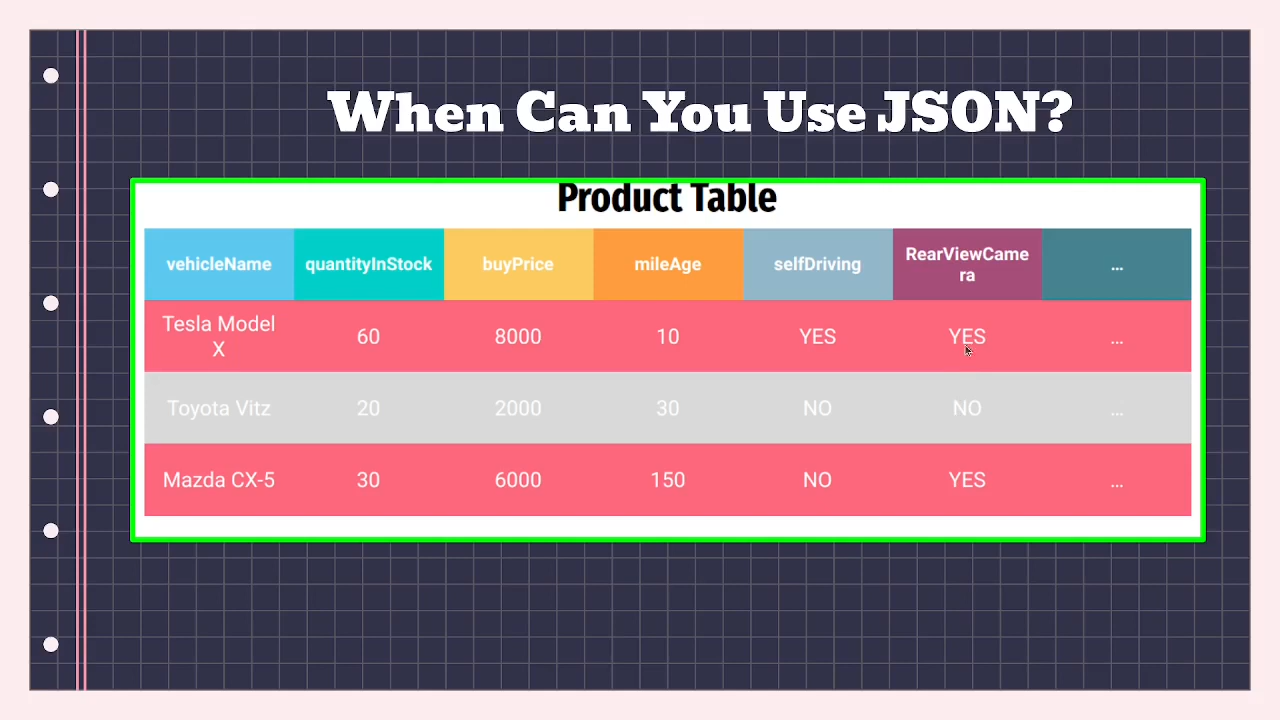 When Can You Use JSON?
Product Table
vehicleName quantityInStock buyPrice mileAge selfDriving RearViewCame
ra ...
Tesla Model
X 60 8000 10 YES YES ...
Toyota Vitz 20 2000 30 NO NO ...
Mazda CX-5 30 6000 150 NO YES ...